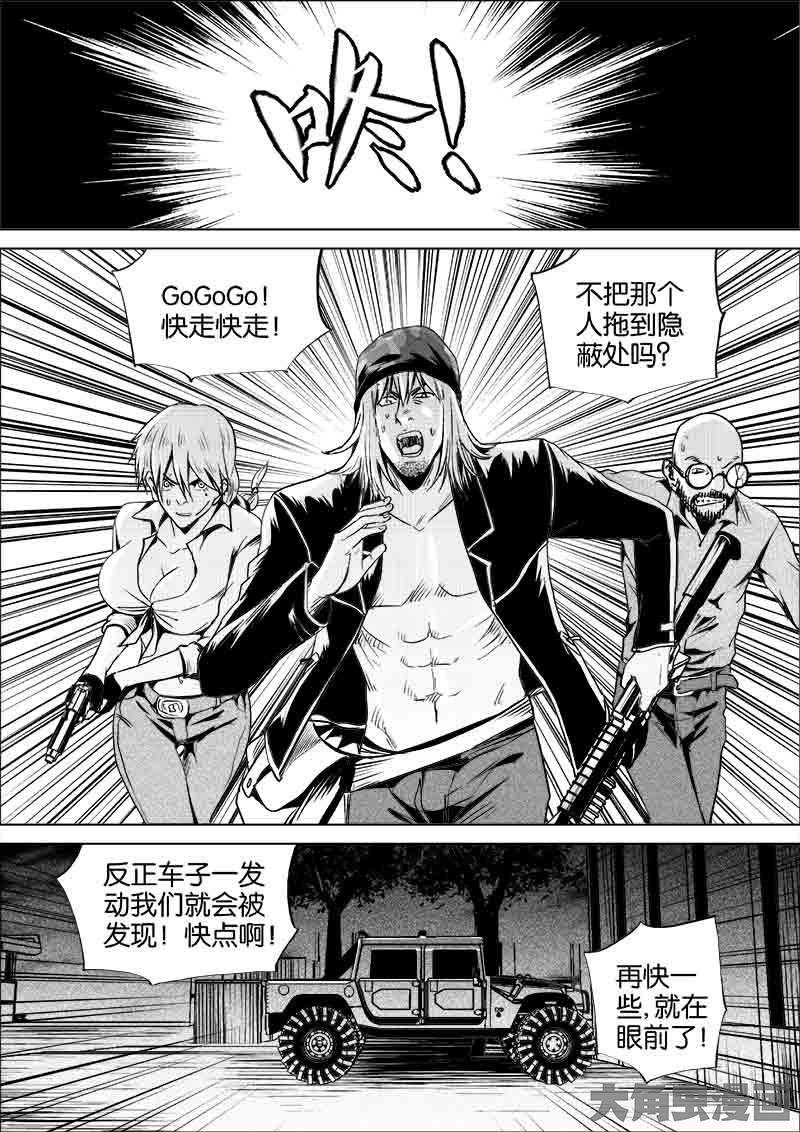 咚！
GoGoGo！
快走快走！
不把那个
人拖到隐
蔽处吗？
反正车子一发
动我们就会被
发现！快点啊！
再快一
些，就在
眼前了！
大角虫漫画